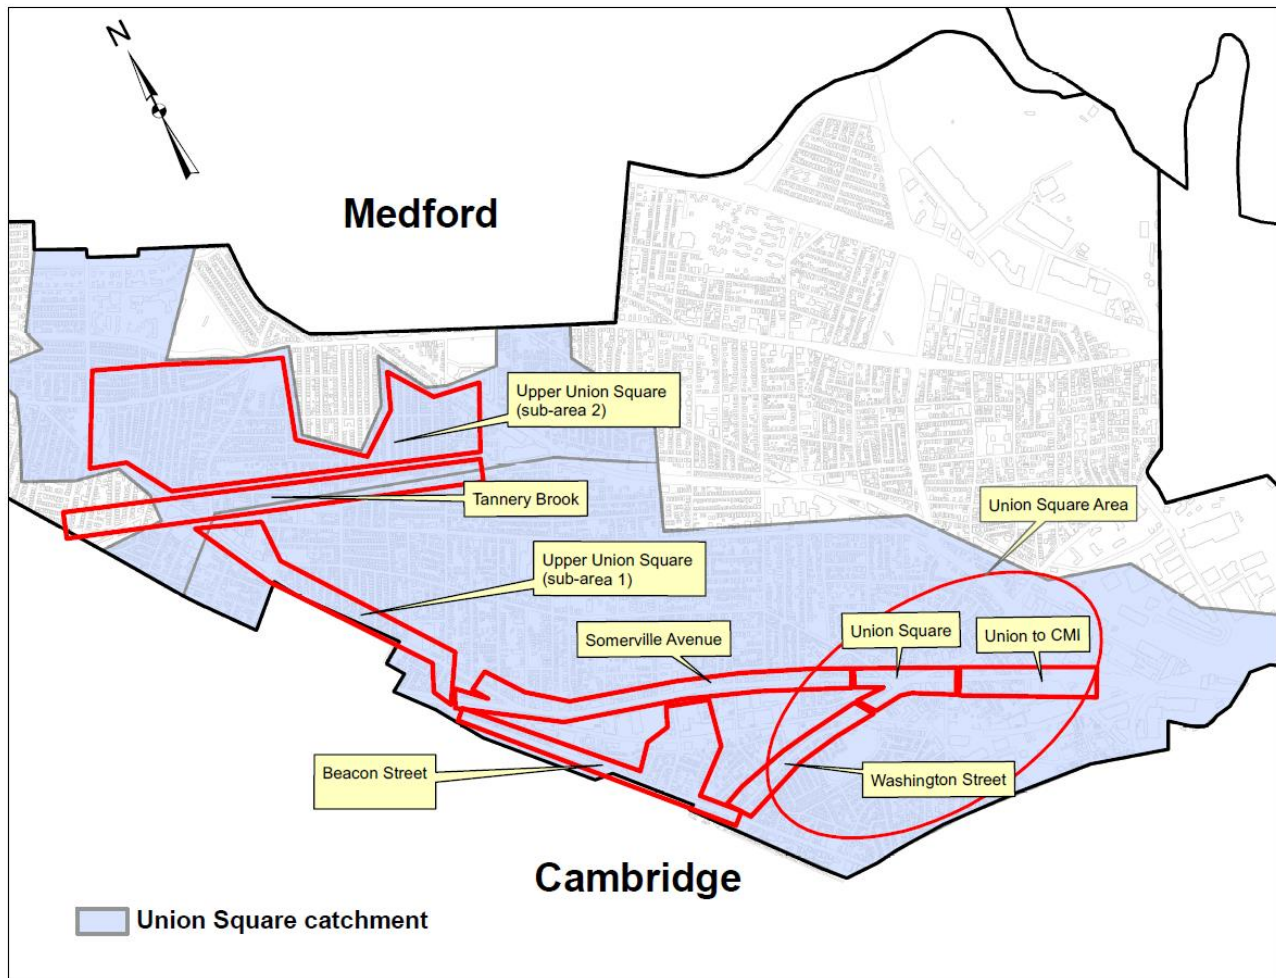 N
Medford
Upper Union Square
(sub-area 2)
Tannery Brook
Union Square Area
Upper Union Square
(sub-area 1)
Somerville Avenue
Union Square
Union to CMI
Beacon Street
Washington Street
Cambridge
Union Square catchment